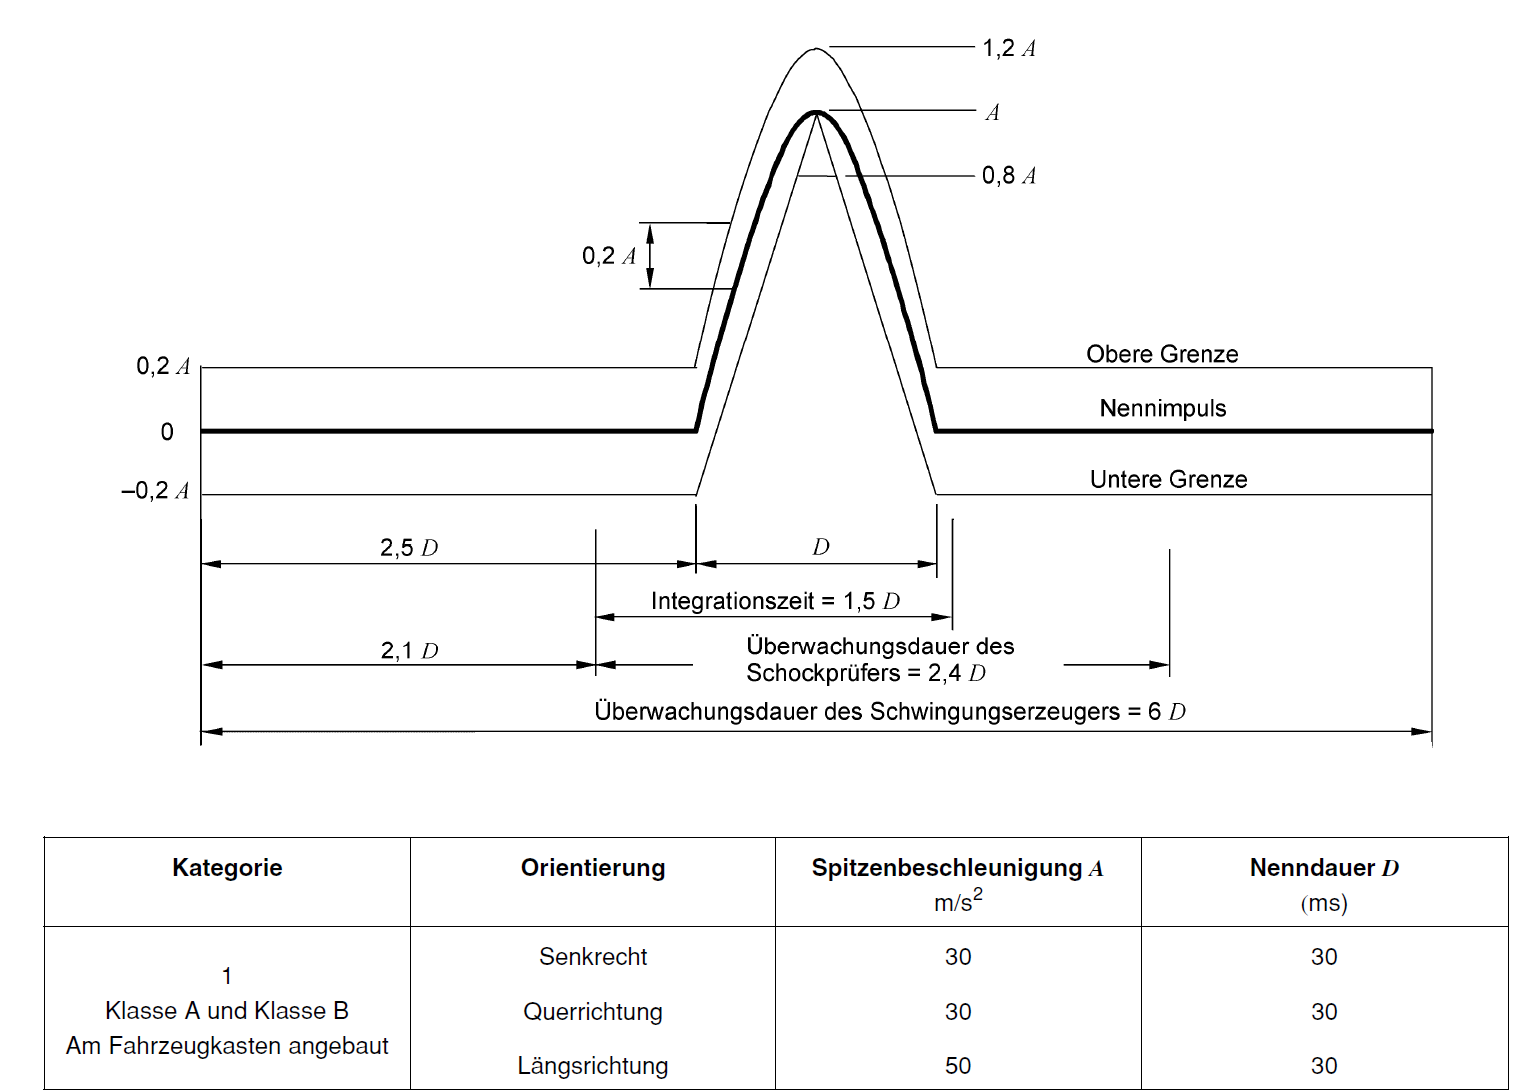 1,2 A
A
0,8 A
0,2 A
0,2 A
Obere Grenze
Nennimpuls
0
Untere Grenze
–0,2 A
2,5 D
D
Integrationszeit = 1,5 D
2,1 D
Überwachungsdauer des
Schockprüfers = 2,4 D
Überwachungsdauer des Schwingungserzeugers = 6 D
Kategorie
Orientierung
Spitzenbeschleunigung A
m/s²
Nenndauer D
(ms)
1
Klasse A und Klasse B
Am Fahrzeugkasten angebaut
Senkrecht
30
30
Querrichtung
30
30
Längsrichtung
50
30